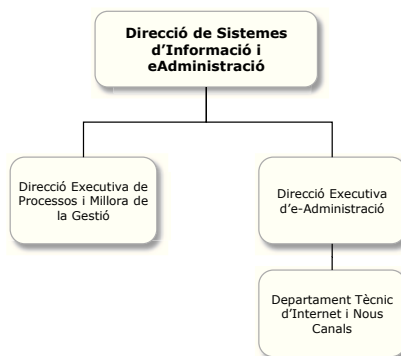 Direcció de Sistemes
d'Informació i
eAdministració
Direcció Executiva de
Processos i Millora de
la Gestió
Direcció Executiva
d'e-Administració
Departament Tècnic
d'Internet i Nous
Canals